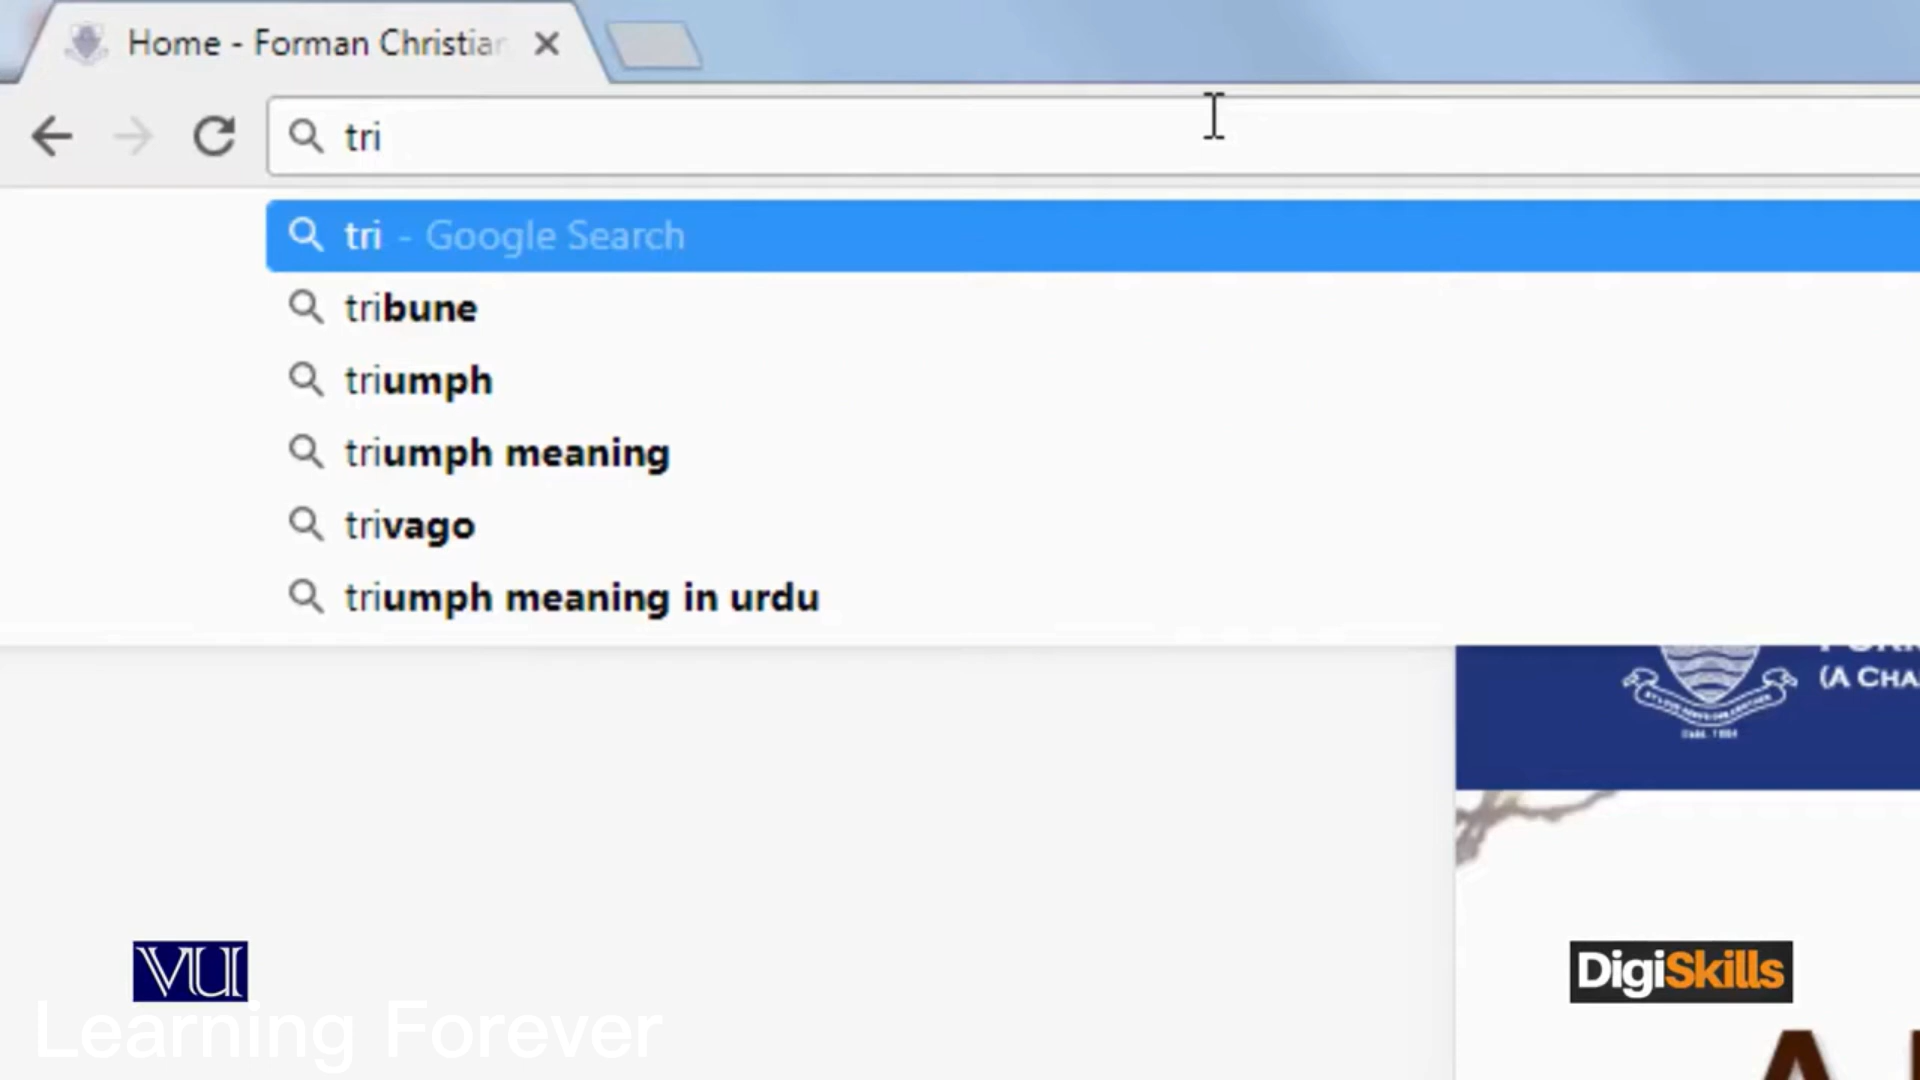 Home - Forman Christian
tri
tri - Google Search
tribune
triumph
triumph meaning
trivago
triumph meaning in urdu
(A CHA
VU
DigiSkills
Learning Forever